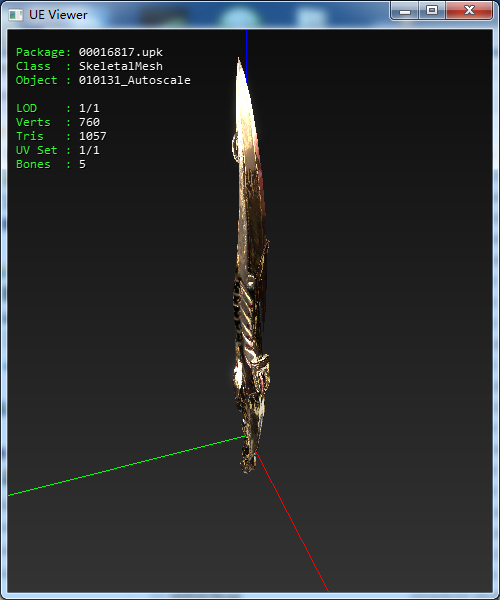 UE Viewer
Package: 00016817.upk
Class  : SkeletalMesh
Object : 010131_Autoscale
LOD    : 1/1
Verts  : 760
Tris   : 1057
UV Set : 1/1
Bones  : 5